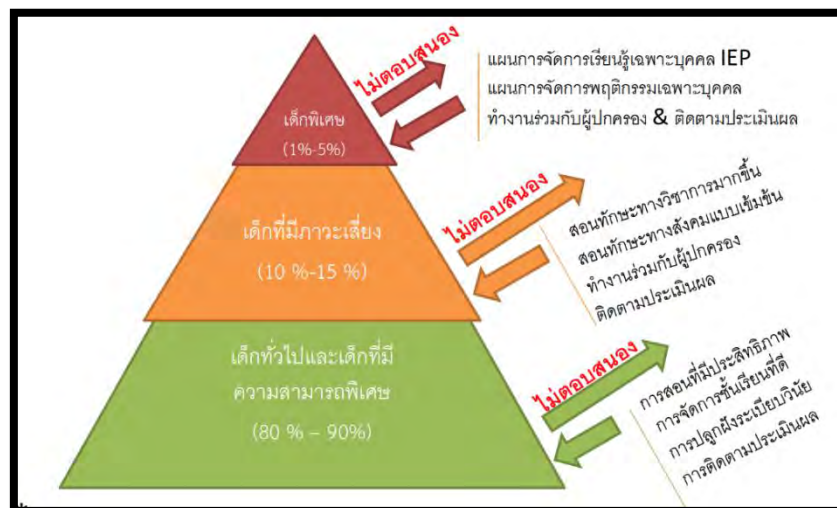 ไม่ตอบสนอง
แผนการจัดการเรียนรู้เฉพาะบุคคล IEP
แผนการจัดการพฤติกรรมเฉพาะบุคคล
ทำงานร่วมกับผู้ปกครอง & ติดตามประเมินผล
เด็กพิเศษ
(1%-5%)
ไม่ตอบสนอง
สอนทักษะทางวิชาการมากขึ้น
สอนทักษะทางสังคมแบบเข้มข้น
ทำงานร่วมกับผู้ปกครอง
ติดตามประเมินผล
เด็กที่มีภาวะเสี่ยง
(10 %-15 %)
ไม่ตอบสนอง
การสอนที่มีประสิทธิภาพ
การจัดการชั้นเรียนที่ดี
การปลูกฝังระเบียบวินัย
การติดตามประเมินผล
เด็กทั่วไปและเด็กที่มี
ความสามารถพิเศษ
(80 % – 90%)